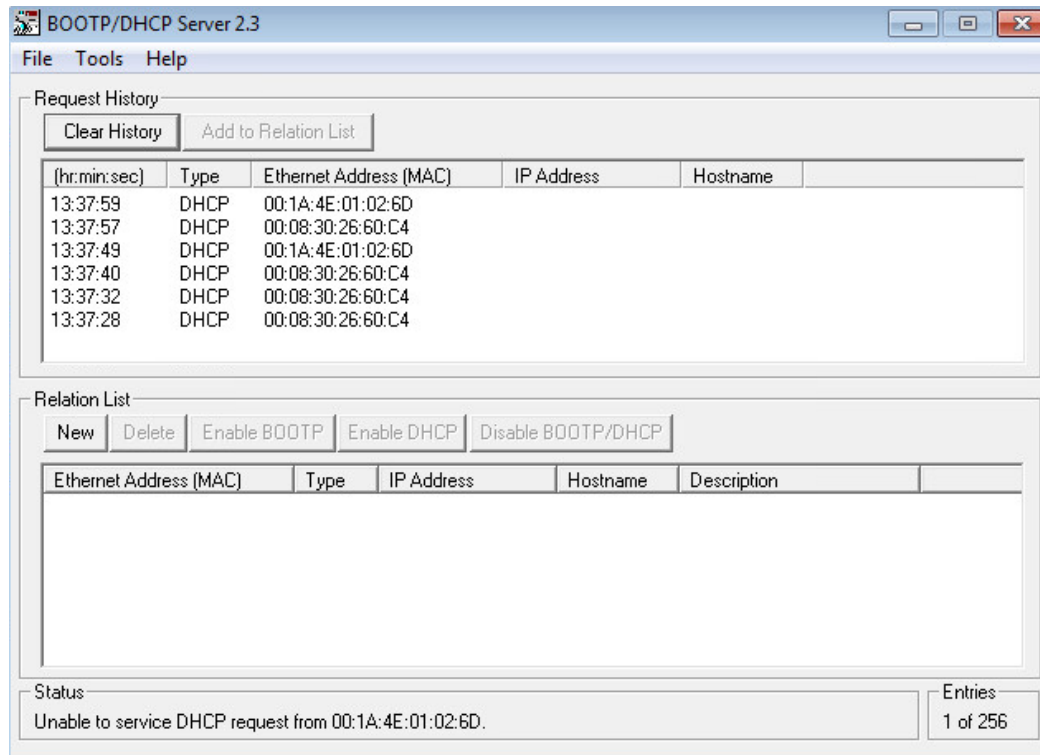 BOOTP/DHCP Server 2.3
File Tools Help
Request History
Clear History Add to Relation List
(hr:min:sec) Type Ethernet Address (MAC) IP Address Hostname
13:37:59 DHCP 00:1A:4E:01:02:6D
13:37:57 DHCP 00:08:30:26:60:C4
13:37:49 DHCP 00:1A:4E:01:02:6D
13:37:40 DHCP 00:08:30:26:60:C4
13:37:32 DHCP 00:08:30:26:60:C4
13:37:28 DHCP 00:08:30:26:60:C4
Relation List
New Delete Enable BOOTP Enable DHCP Disable BOOTP/DHCP
Ethernet Address (MAC) Type IP Address Hostname Description
Status
Unable to service DHCP request from 00:1A:4E:01:02:6D.
Entries
1 of 256